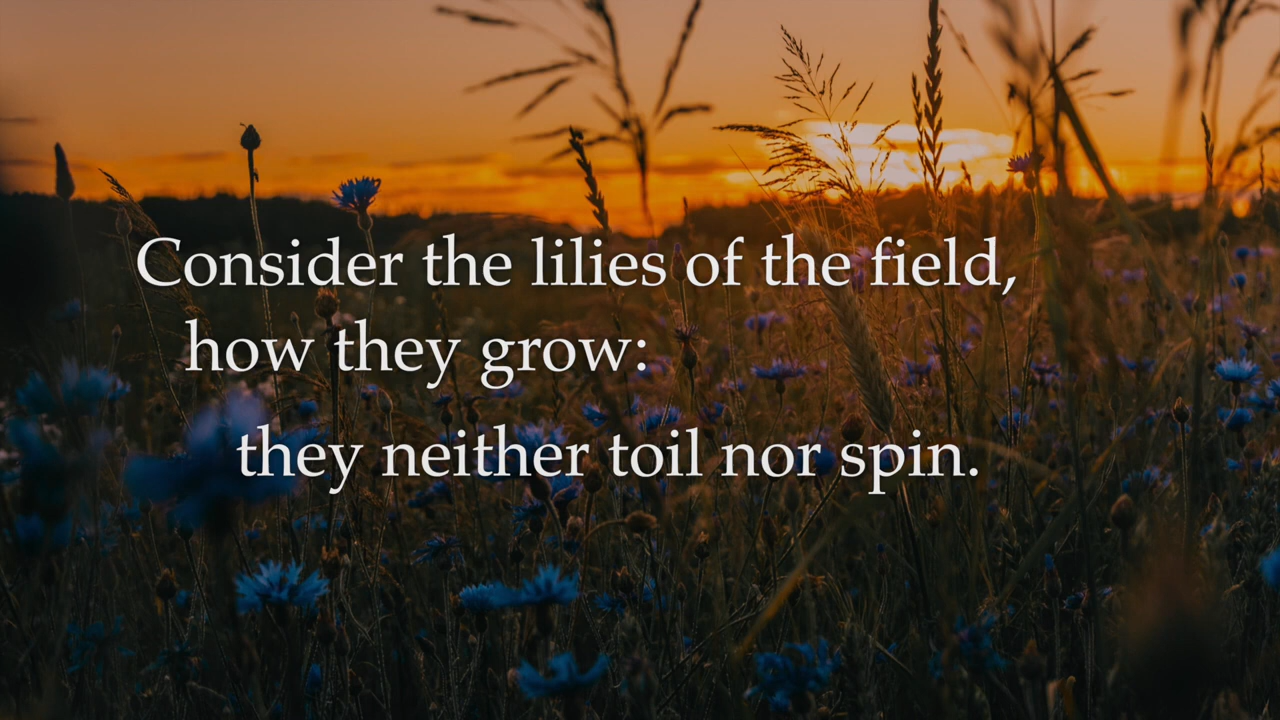 Consider the lilies of the field,
how they grow:
they neither toil nor spin.